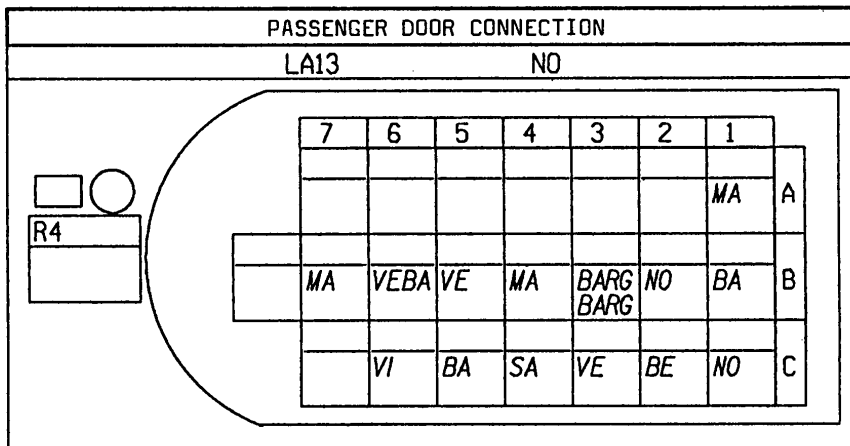 PASSENGER DOOR CONNECTION
LA13 NO
7 6 5 4 3 2 1
MA A
R4
MA VEBA VE MA BARG NO BA B
BARG
VI BA SA VE BE NO C